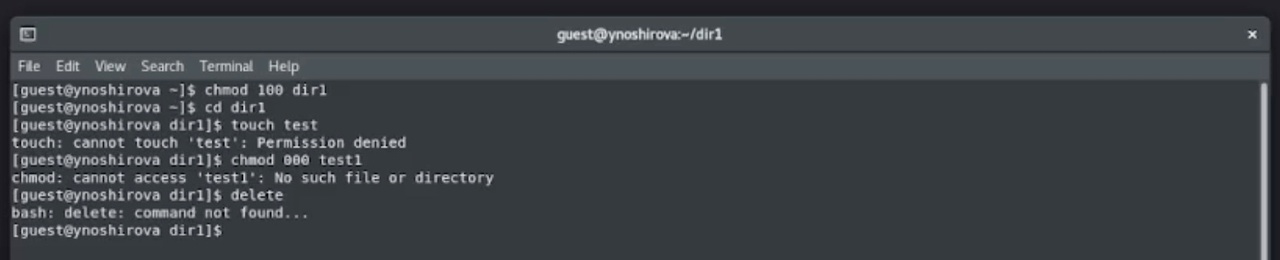 guest@ynoshirova:~/dir1
File Edit View Search Terminal Help
[guest@ynoshirova ~]$ chmod 100 dir1
[guest@ynoshirova ~]$ cd dir1
[guest@ynoshirova dir1]$ touch test
touch: cannot touch 'test': Permission denied
[guest@ynoshirova dir1]$ chmod 000 test1
chmod: cannot access 'test1': No such file or directory
[guest@ynoshirova dir1]$ delete
bash: delete: command not found...
[guest@ynoshirova dir1]$